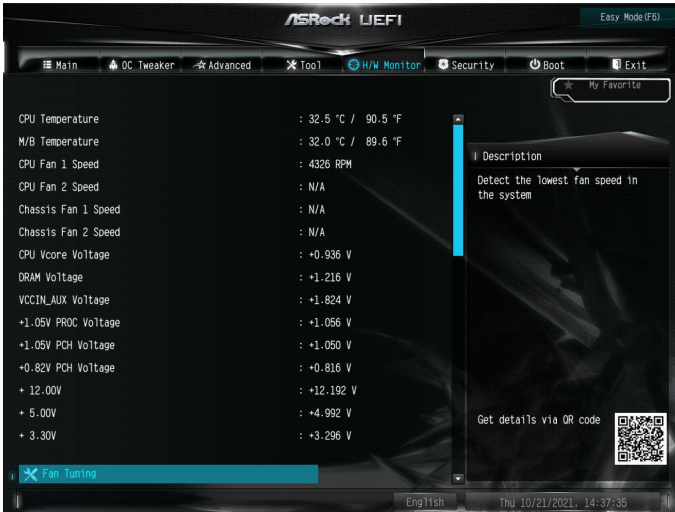 ASRock UEFI
Easy Mode(F6)
Main OC Tweaker Advanced Tool H/W Monitor Security Boot Exit
My Favorite
CPU Temperature : 32.5 °C / 90.5 °F
M/B Temperature : 32.0 °C / 89.6 °F
CPU Fan 1 Speed : 4326 RPM
CPU Fan 2 Speed : N/A
Chassis Fan 1 Speed : N/A
Chassis Fan 2 Speed : N/A
CPU Vcore Voltage : +0.936 V
DRAM Voltage : +1.216 V
VCCIN_AUX Voltage : +1.824 V
+1.05V PROC Voltage : +1.056 V
+1.05V PCH Voltage : +1.050 V
+0.82V PCH Voltage : +0.816 V
+ 12.00V : +12.192 V
+ 5.00V : +4.992 V
+ 3.30V : +3.296 V
Fan Tuning
Description
Detect the lowest fan speed in
the system
Get details via QR code
English
Thu 10/21/2021, 14:37:35